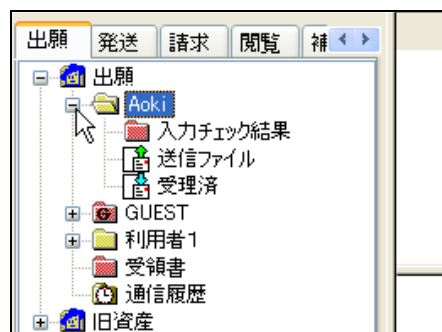 出願 発送 請求 閲覧 補
出願
Aoki
入力チェック結果
送信ファイル
受理済
GUEST
利用者1
受領書
通信履歴
旧資産